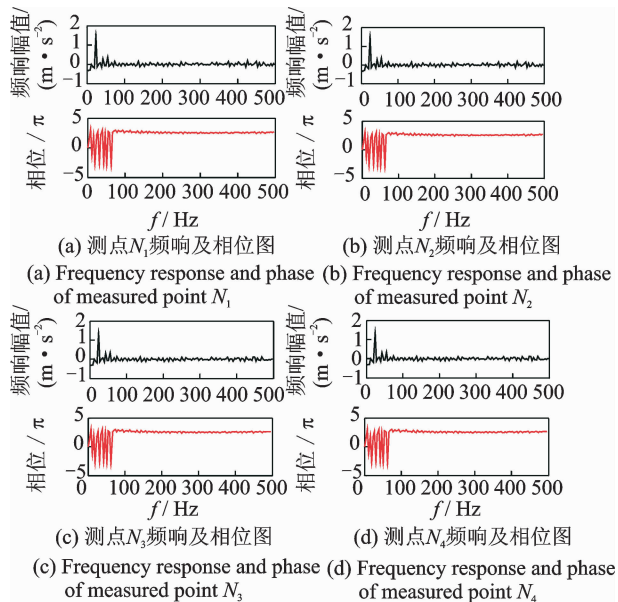 频响幅值/
(m·s⁻²)
2
1
0
−1
0 100 200 300 400 500
相位 / π
5
0
−5
0 100 200 300 400 500
f / Hz
(a) 测点N₁频响及相位图
(a) Frequency response and phase
of measured point N₁
频响幅值/
(m·s⁻²)
2
1
0
−1
0 100 200 300 400 500
相位 / π
5
0
−5
0 100 200 300 400 500
f / Hz
(b) 测点N₂频响及相位图
(b) Frequency response and phase
of measured point N₂
频响幅值/
(m·s⁻²)
2
1
0
−1
0 100 200 300 400 500
相位 / π
5
0
−5
0 100 200 300 400 500
f / Hz
(c) 测点N₃频响及相位图
(c) Frequency response and phase
of measured point N₃
频响幅值/
(m·s⁻²)
2
1
0
−1
0 100 200 300 400 500
相位 / π
5
0
−5
0 100 200 300 400 500
f / Hz
(d) 测点N₄频响及相位图
(d) Frequency response and phase
of measured point N₄